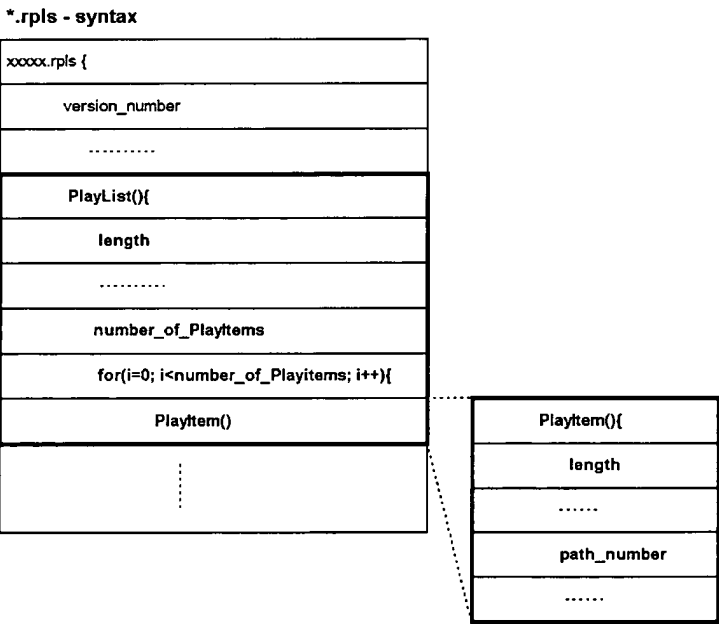 *.rpls - syntax
xxxxx.rpls {
version_number
..........
PlayList(){
length
..........
number_of_PlayItems
for(i=0; i<number_of_Playitems; i++){
PlayItem()
PlayItem(){
length
......
path_number
......